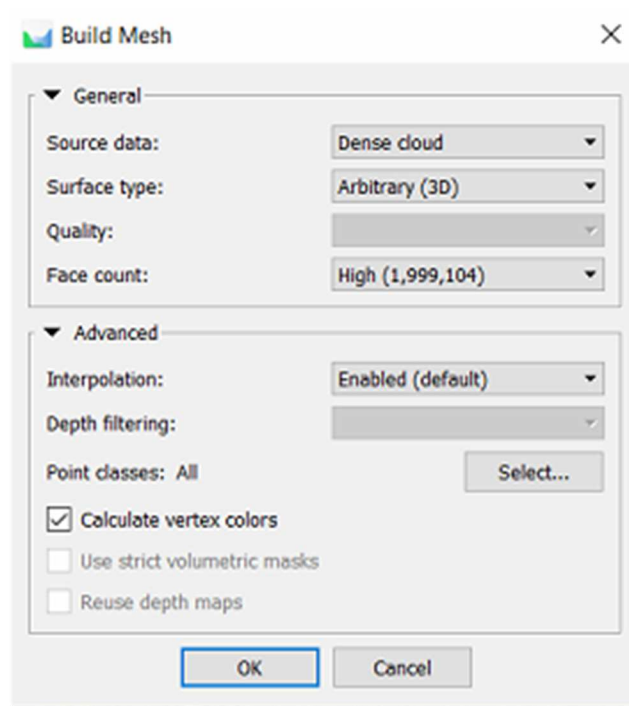 Build Mesh
General
Source data: Dense cloud
Surface type: Arbitrary (3D)
Quality:
Face count: High (1,999,104)
Advanced
Interpolation: Enabled (default)
Depth filtering:
Point classes: All Select...
Calculate vertex colors
Use strict volumetric masks
Reuse depth maps
OK Cancel